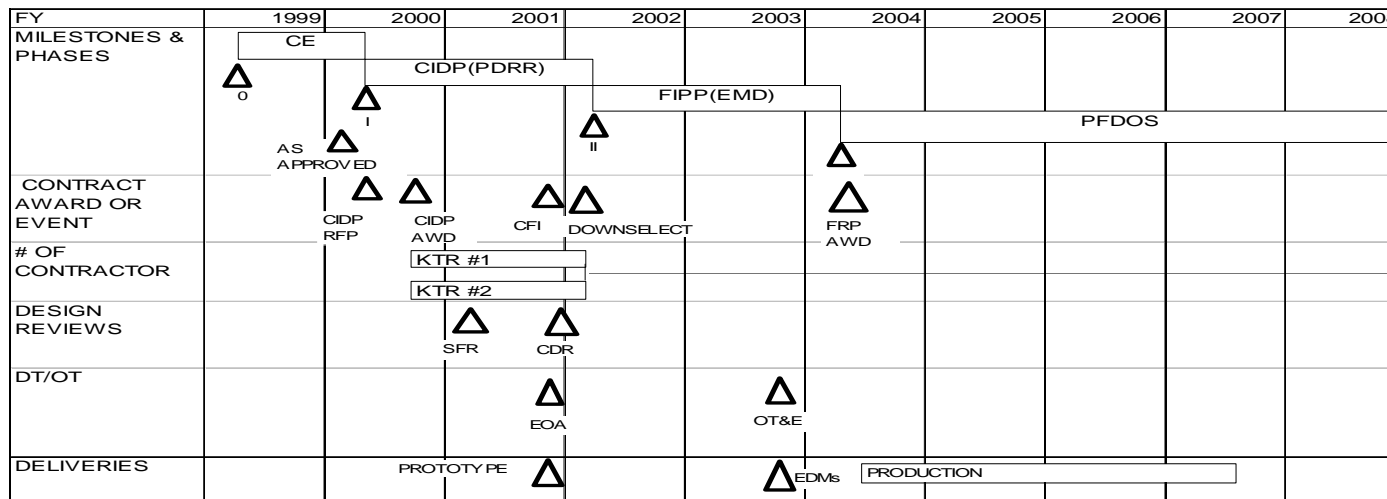 FY 1999 2000 2001 2002 2003 2004 2005 2006 2007
MILESTONES &
PHASES
CE
CIDP(PDRR)
FIPP(EMD)
PFDOS
0
I
II
AS
APPROVED
CONTRACT
AWARD OR
EVENT
CIDP
RFP
CIDP
AWD
CFI
DOWNSELECT
FRP
AWD
# OF
CONTRACTOR
KTR #1
KTR #2
DESIGN
REVIEWS
SFR
CDR
DT/OT
EOA
OT&E
DELIVERIES
PROTOTYPE
EDMs
PRODUCTION